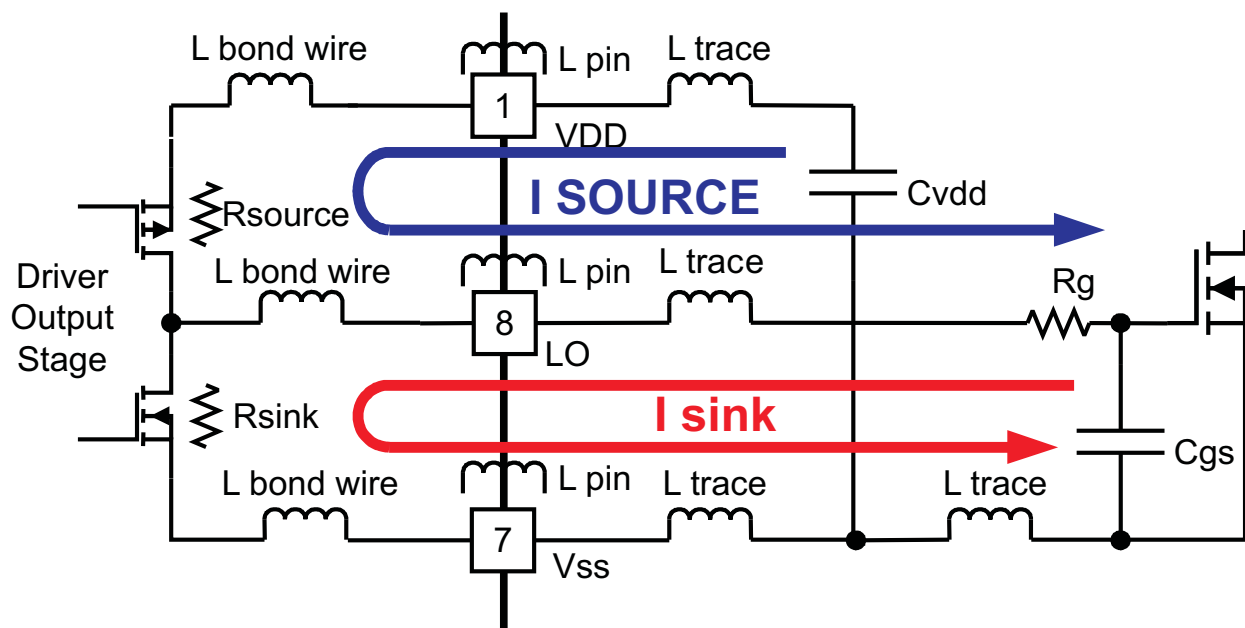 L bond wire
L pin
L trace
1
VDD
I SOURCE
Cvdd
Rsource
L bond wire
L pin
L trace
Rg
Driver
Output
Stage
8
LO
Rsink
I sink
Cgs
L bond wire
L pin
L trace
L trace
7
Vss